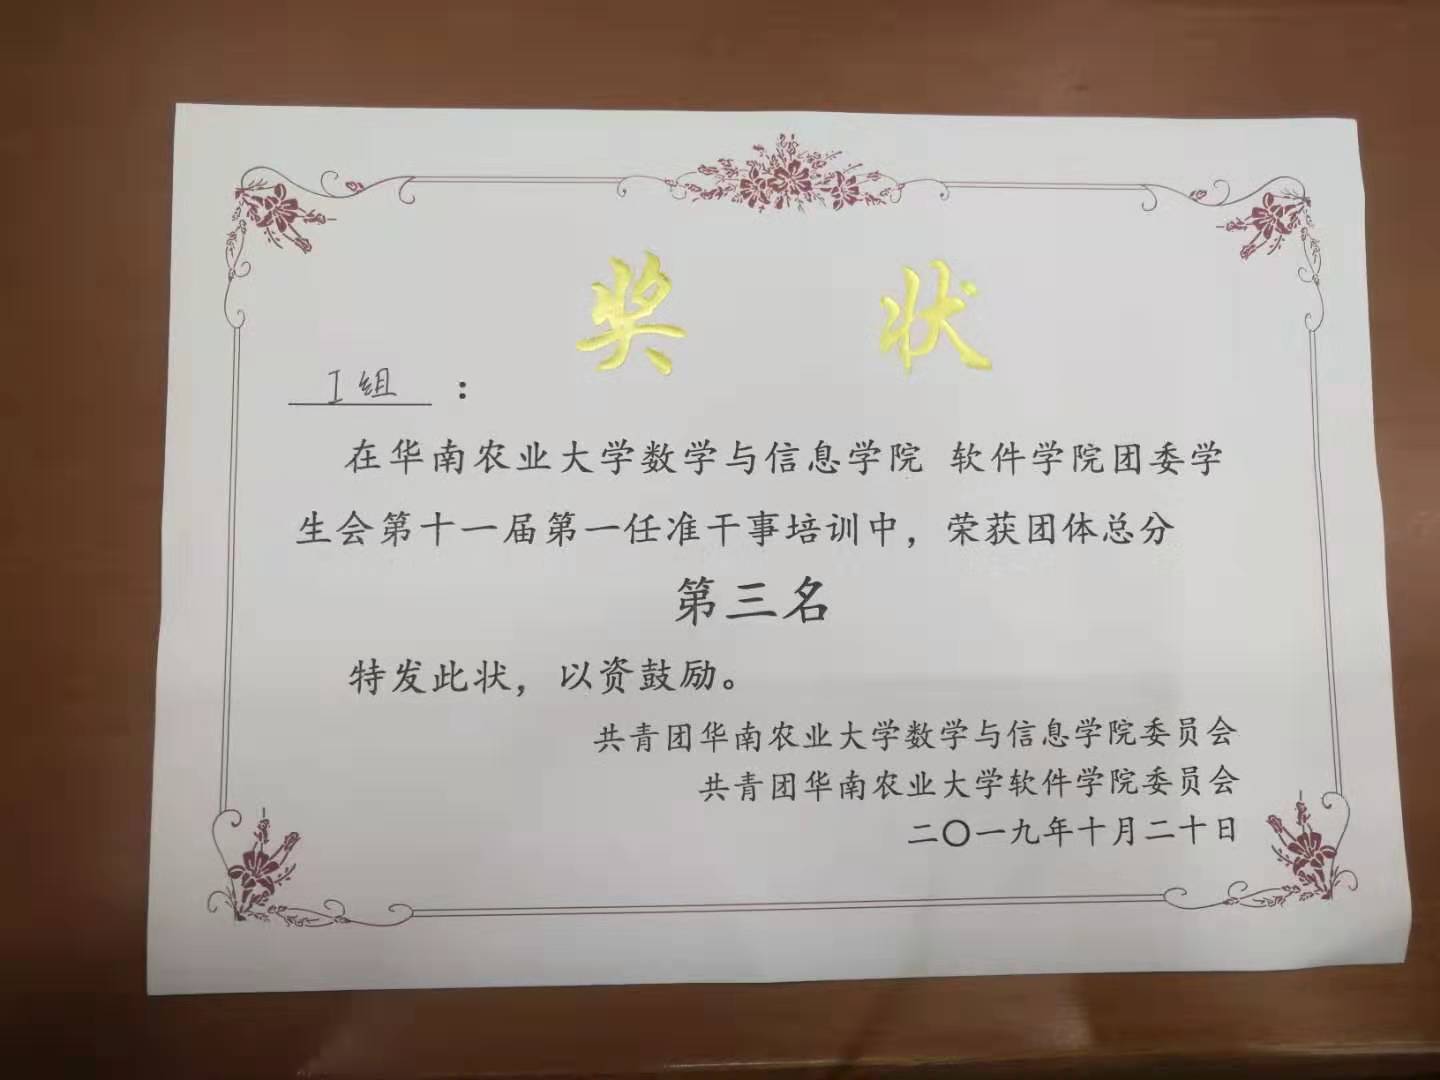 奖 状
I组：
在华南农业大学数学与信息学院 软件学院团委学
生会第十一届第一任准干事培训中，荣获团体总分
第三名
特发此状，以资鼓励。
共青团华南农业大学数学与信息学院委员会
共青团华南农业大学软件学院委员会
二〇一九年十月二十日